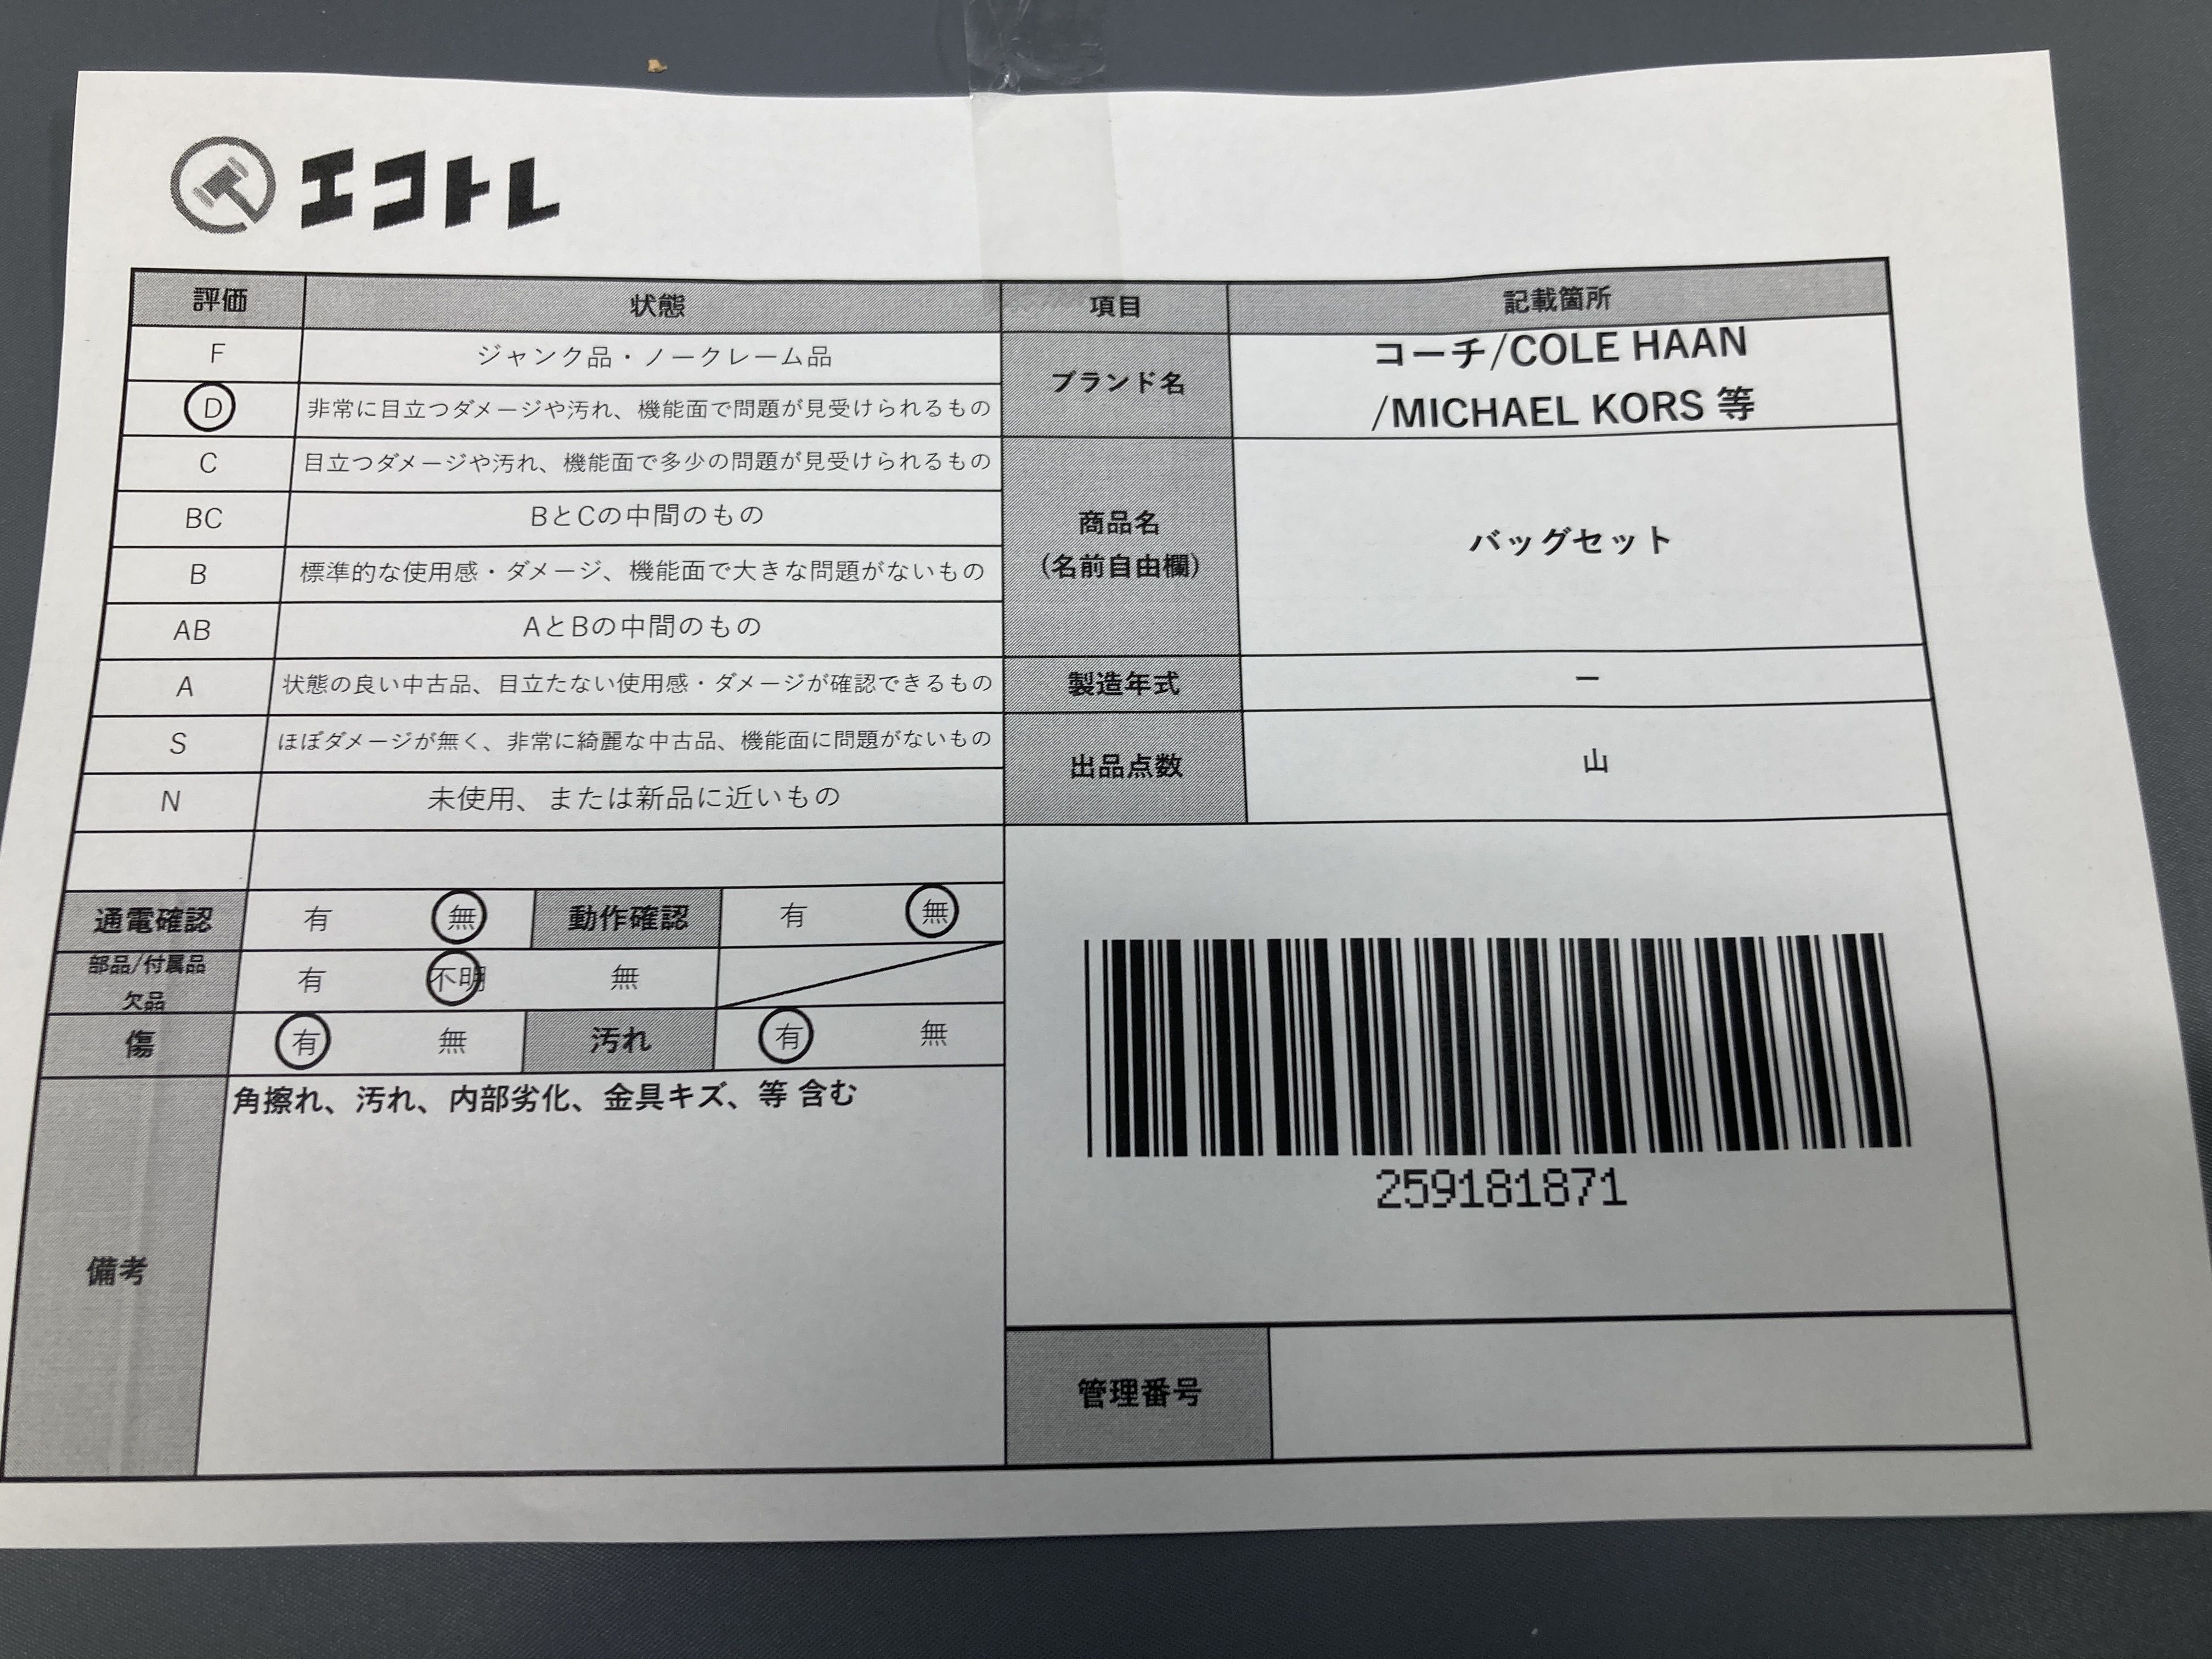 エコトレ
評価 状態 項目 記載箇所
F ジャンク品・ノークレーム品
D 非常に目立つダメージや汚れ、機能面で問題が見受けられるもの
C 目立つダメージや汚れ、機能面で多少の問題が見受けられるもの
BC BとCの中間のもの
B 標準的な使用感・ダメージ、機能面で大きな問題がないもの
AB AとBの中間のもの
A 状態の良い中古品、目立たない使用感・ダメージが確認できるもの
S ほぼダメージが無く、非常に綺麗な中古品、機能面に問題がないもの
N 未使用、または新品に近いもの
ブランド名
コーチ/COLE HAAN
/MICHAEL KORS 等
商品名
（名前自由欄）
バッグセット
製造年式 ー
出品点数 山
通電確認 有 無 動作確認 有 無
部品/付属品
欠品
有 不明 無
傷 有 無 汚れ 有 無
備考
角擦れ、汚れ、内部劣化、金具キズ、等 含む
259181871
管理番号